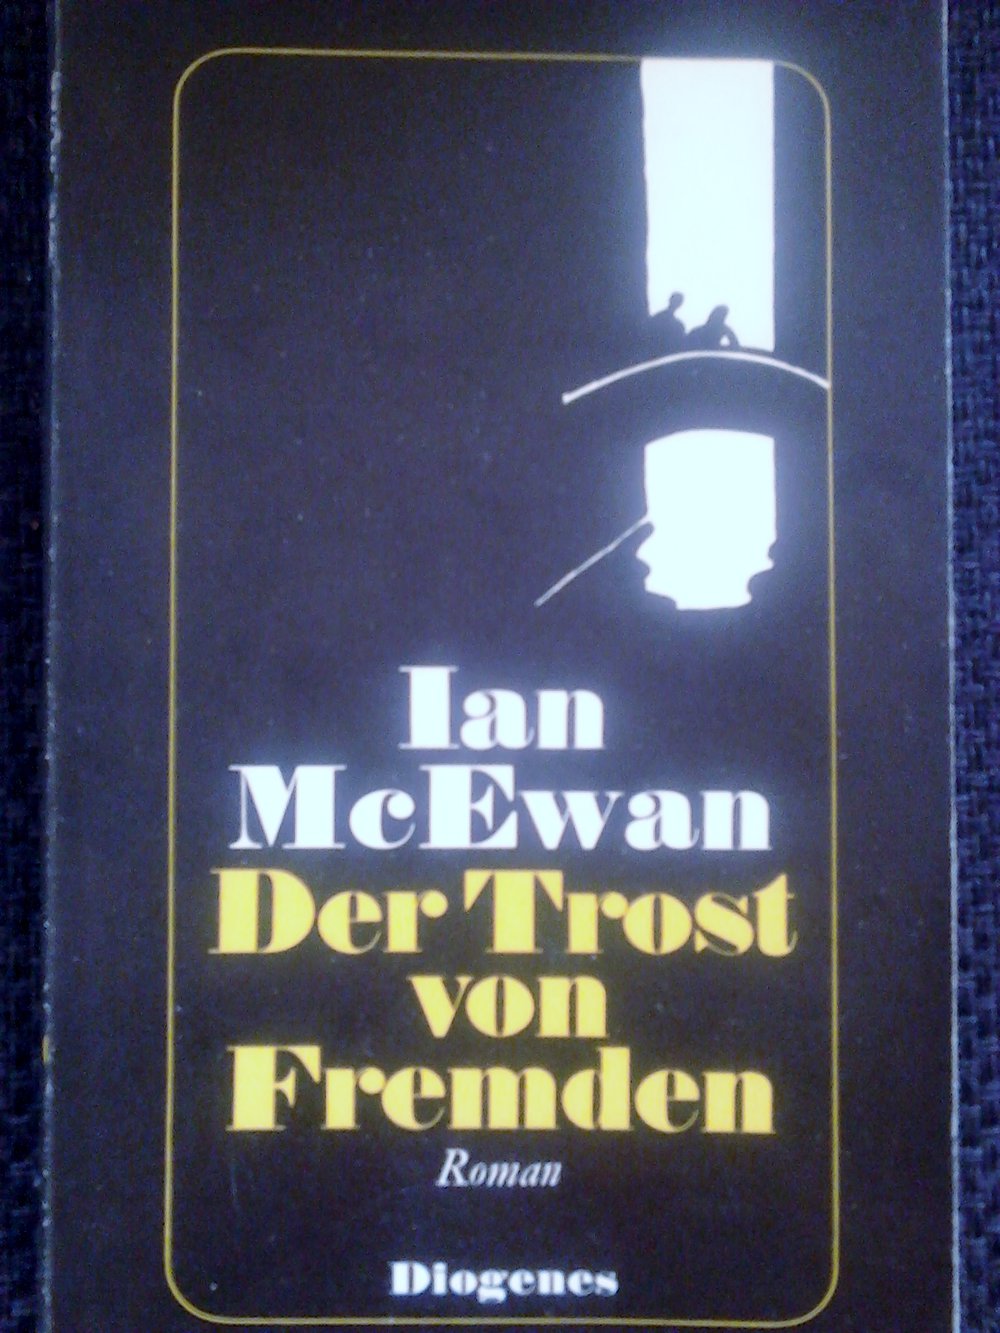 Ian
McEwan
Der Trost
von
Fremden
Roman
Diogenes